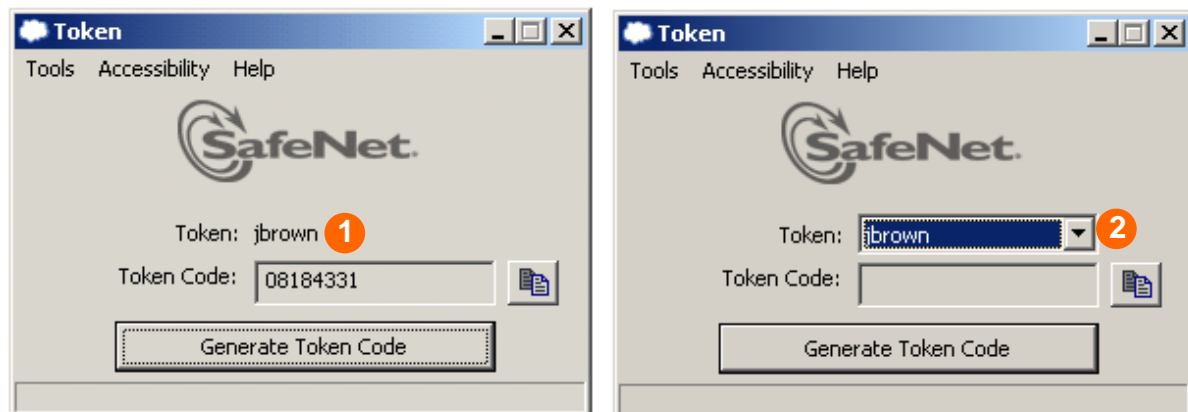 Token
Tools Accessibility Help
SafeNet.
Token: jbrown 1
Token Code: 08184331
Generate Token Code
Token
Tools Accessibility Help
SafeNet.
Token: jbrown 2
Token Code:
Generate Token Code